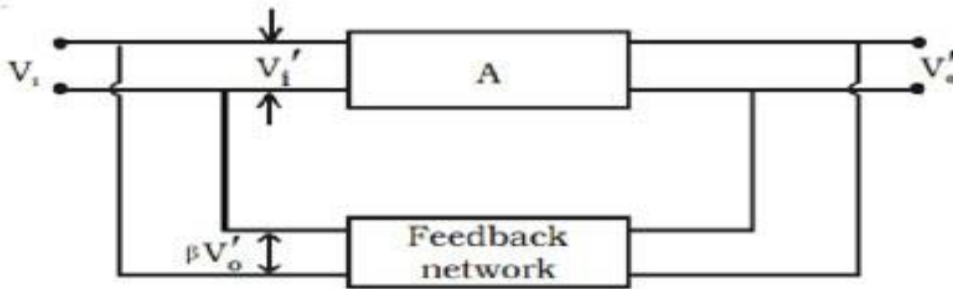 Vᵢ
Vᵢ′
A
Vₒ′
βVₒ′
Feedback
network